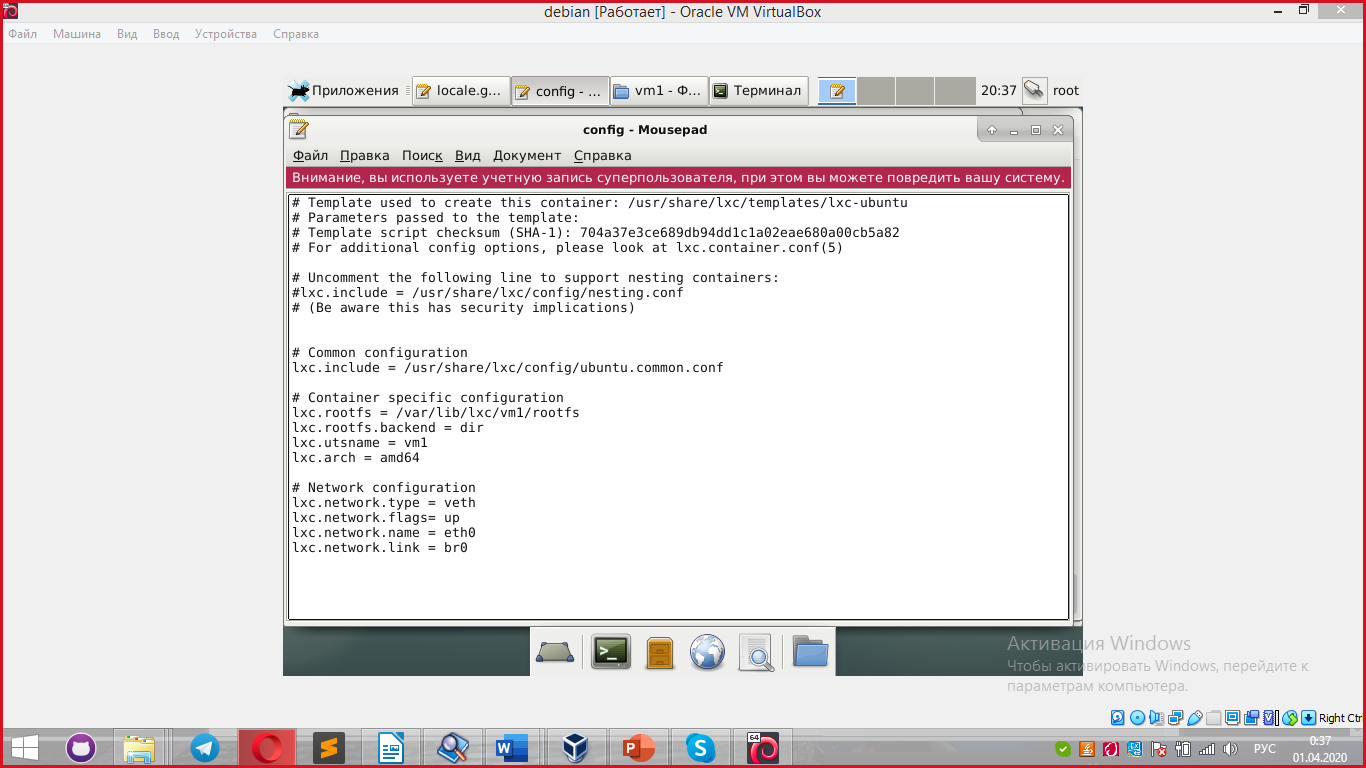 debian [Работает] - Oracle VM VirtualBox
Файл Машина Вид Ввод Устройства Справка
Приложения locale.g... config - ... vm1 - Ф... Терминал 20:37 root
config - Mousepad
Файл Правка Поиск Вид Документ Справка
Внимание, вы используете учетную запись суперпользователя, при этом вы можете повредить вашу систему.
# Template used to create this container: /usr/share/lxc/templates/lxc-ubuntu
# Parameters passed to the template:
# Template script checksum (SHA-1): 704a37e3ce689db94dd1c1a02eae680a00cb5a82
# For additional config options, please look at lxc.container.conf(5)
# Uncomment the following line to support nesting containers:
#lxc.include = /usr/share/lxc/config/nesting.conf
# (Be aware this has security implications)
# Common configuration
lxc.include = /usr/share/lxc/config/ubuntu.common.conf
# Container specific configuration
lxc.rootfs = /var/lib/lxc/vm1/rootfs
lxc.rootfs.backend = dir
lxc.utsname = vm1
lxc.arch = amd64
# Network configuration
lxc.network.type = veth
lxc.network.flags= up
lxc.network.name = eth0
lxc.network.link = br0
Активация Windows
Чтобы активировать Windows, перейдите к
параметрам компьютера.
Right Ctr
64
РУС
0:37
01.04.2020